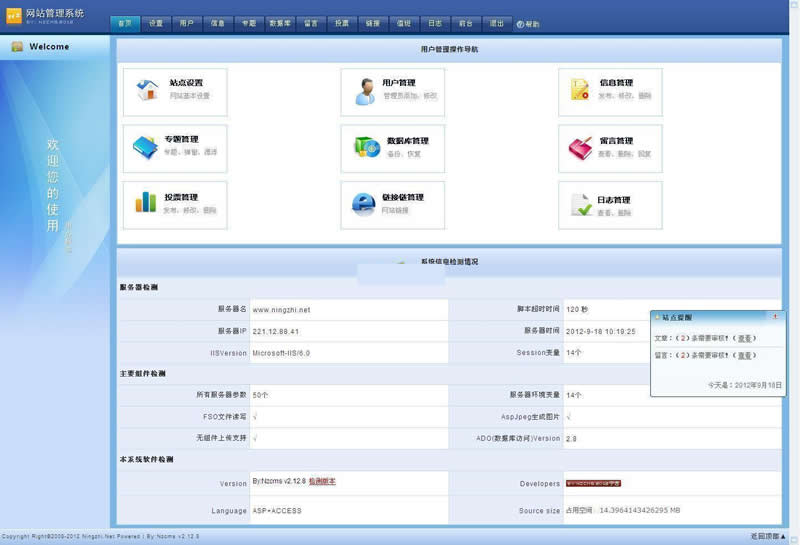 网站管理系统
BY: NZCMS.ROIB
首页 设置 用户 信息 专题 数据库 留言 投票 链接 值班 日志 前台 退出 帮助
Welcome
欢迎您的使用
用户管理操作导航
站点设置
网站基本设置
用户管理
管理员添加、修改
信息管理
发布、修改、删除
专题管理
专题、弹窗、漂浮
数据库管理
备份、恢复
留言管理
查看、删除、回复
投票管理
发布、修改、删除
链接链管理
网站链接
日志管理
查看、删除
系统信息检测情况
服务器检测
服务器名 www.ningzhi.net 脚本超时时间 120 秒
服务器IP 221.12.88.41 服务器时间 2012-9-18 10:19:25
IISVersion Microsoft-IIS/6.0 Session变量 14个
主要组件检测
所有服务器参数 50个 服务器环境变量 14个
FSO文件读写 √ AspJpeg生成图片 √
无组件上传支持 √ ADO(数据库访问)Version 2.8
本系统软件检测
Version By:Nzcms v2.12.8 检测版本 Developers
Language ASP+ACCESS Source size 占用空间：14.3964143426295 MB
站点提醒
文章：（2）条需要审核！（查看）
留言：（2）条需要审核！（查看）
今天是：2012年9月18日
Copyright Right©2008-2012 Ningzhi.Net Powered | By:Nzcms v2.12.8
返回顶部▲